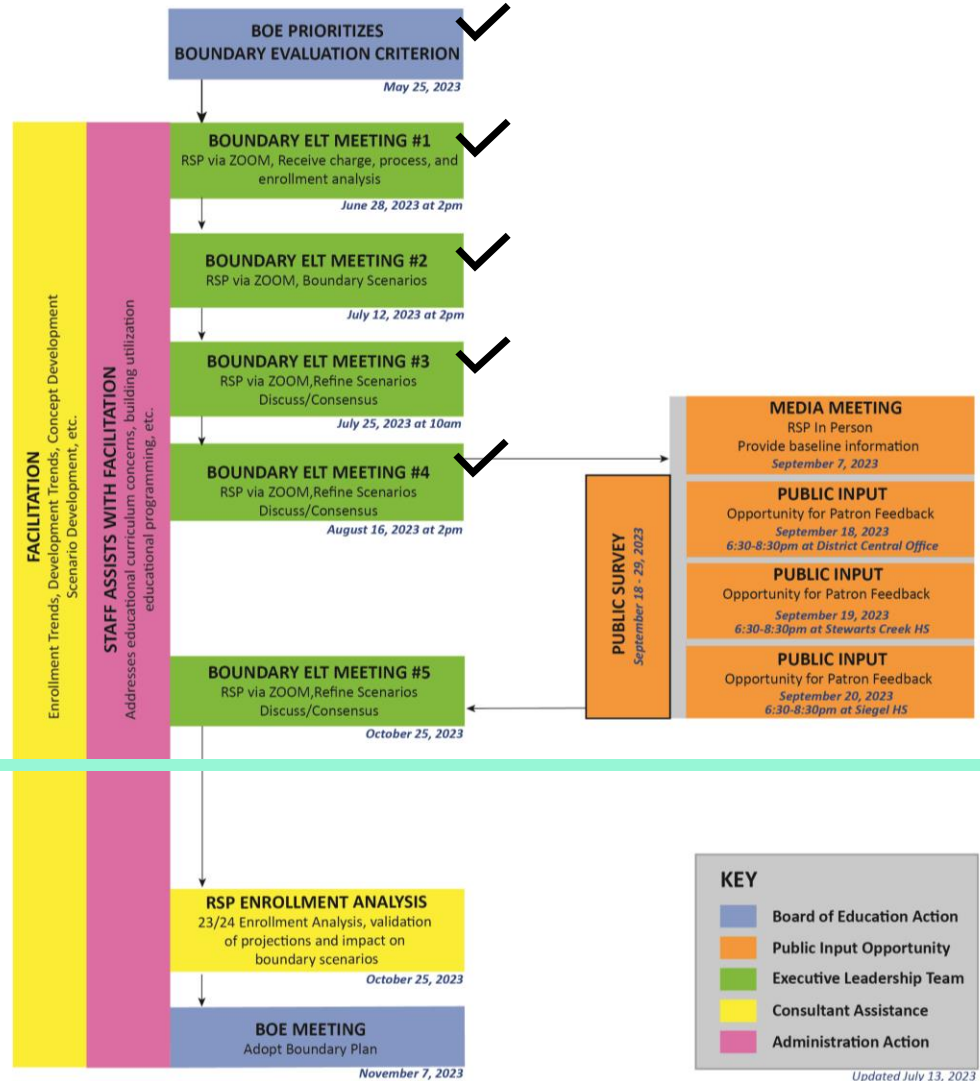 BOE PRIORITIZES
BOUNDARY EVALUATION CRITERION
May 25, 2023
BOUNDARY ELT MEETING #1
RSP via ZOOM, Receive charge, process, and
enrollment analysis
June 28, 2023 at 2pm
BOUNDARY ELT MEETING #2
RSP via ZOOM, Boundary Scenarios
July 12, 2023 at 2pm
BOUNDARY ELT MEETING #3
RSP via ZOOM,Refine Scenarios
Discuss/Consensus
July 25, 2023 at 10am
BOUNDARY ELT MEETING #4
RSP via ZOOM,Refine Scenarios
Discuss/Consensus
August 16, 2023 at 2pm
FACILITATION
Enrollment Trends, Development Trends, Concept Development
Scenario Development, etc.
STAFF ASSISTS WITH FACILITATION
Addresses educational curriculum concerns, building utilization
educational programming, etc.
MEDIA MEETING
RSP In Person
Provide baseline information
September 7, 2023
PUBLIC INPUT
Opportunity for Patron Feedback
September 18, 2023
6:30-8:30pm at District Central Office
PUBLIC INPUT
Opportunity for Patron Feedback
September 19, 2023
6:30-8:30pm at Stewarts Creek HS
PUBLIC INPUT
Opportunity for Patron Feedback
September 20, 2023
6:30-8:30pm at Siegel HS
PUBLIC SURVEY
September 18 - 29, 2023
BOUNDARY ELT MEETING #5
RSP via ZOOM,Refine Scenarios
Discuss/Consensus
October 25, 2023
RSP ENROLLMENT ANALYSIS
23/24 Enrollment Analysis, validation
of projections and impact on
boundary scenarios
October 25, 2023
BOE MEETING
Adopt Boundary Plan
November 7, 2023
KEY
Board of Education Action
Public Input Opportunity
Executive Leadership Team
Consultant Assistance
Administration Action
Updated July 13, 2023